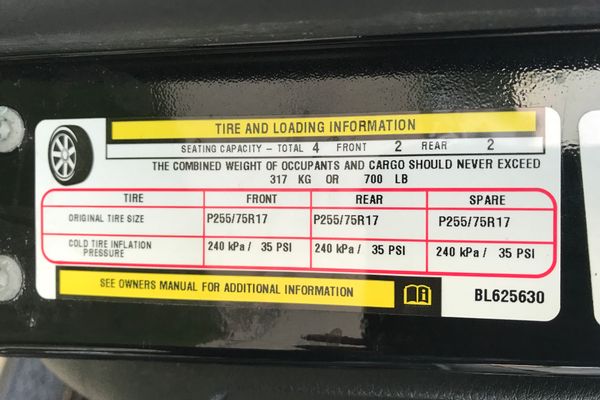 TIRE AND LOADING INFORMATION
SEATING CAPACITY - TOTAL 4 FRONT 2 REAR 2
THE COMBINED WEIGHT OF OCCUPANTS AND CARGO SHOULD NEVER EXCEED
317 KG OR 700 LB
TIRE FRONT REAR SPARE
ORIGINAL TIRE SIZE P255/75R17 P255/75R17 P255/75R17
COLD TIRE INFLATION
PRESSURE 240 kPa / 35 PSI 240 kPa / 35 PSI 240 kPa / 35 PSI
SEE OWNERS MANUAL FOR ADDITIONAL INFORMATION
BL625630